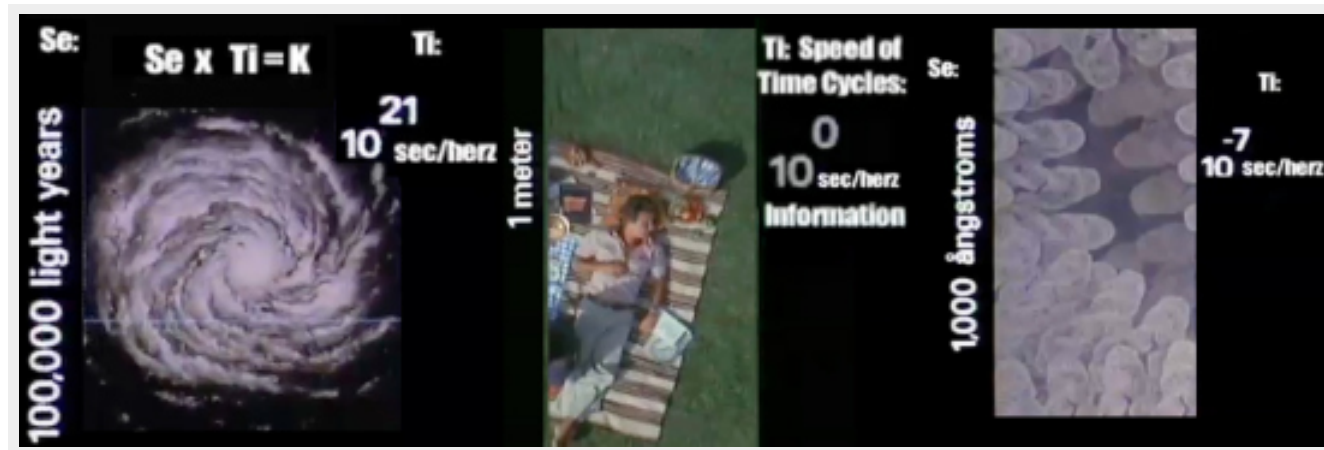 Se:
Se x Ti=K
Ti:
21
10 sec/herz
100,000 light years
1 meter
Ti: Speed of
Time Cycles:
0
10 sec/herz
Information
Se:
1,000 ångstroms
Ti:
-7
10 sec/herz